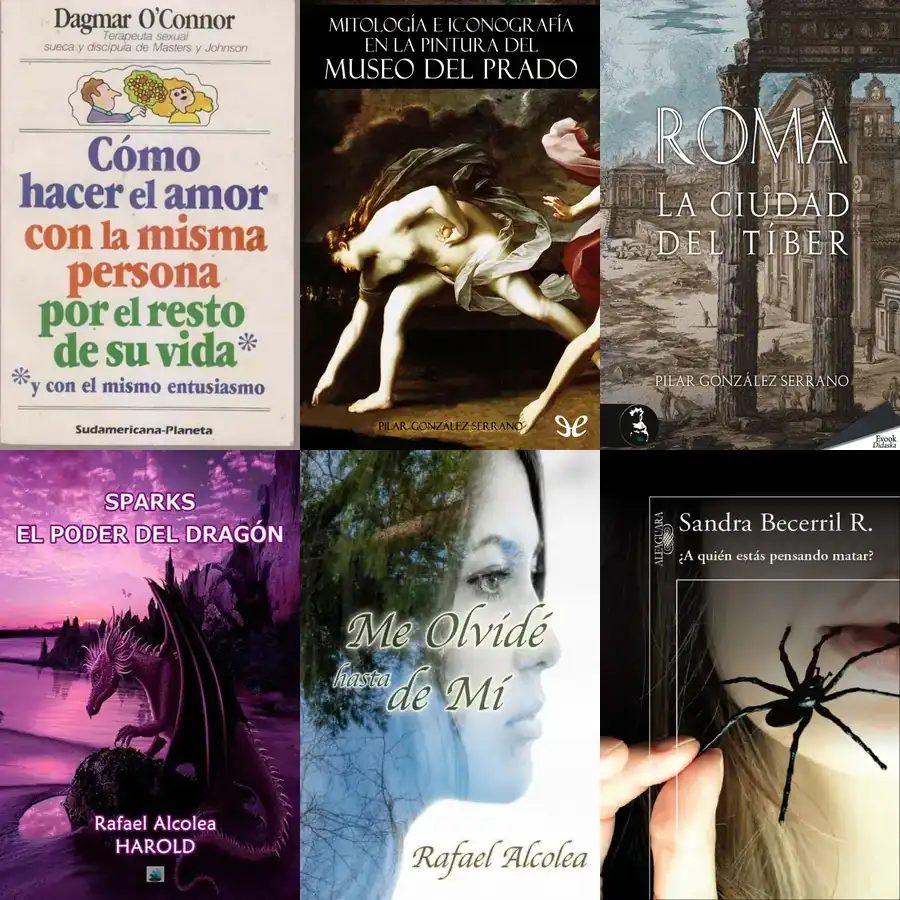 Dagmar O'Connor
Terapeuta sexual
sueca y discípula de Masters y Johnson
Cómo
hacer el amor
con la misma
persona
por el resto
de su vida*
*y con el mismo entusiasmo
Sudamericana-Planeta
MITOLOGÍA E ICONOGRAFÍA
EN LA PINTURA DEL
MUSEO DEL PRADO
PILAR GONZÁLEZ SERRANO
ROMA
LA CIUDAD
DEL TÍBER
PILAR GONZÁLEZ SERRANO
Evook
Didaska
SPARKS
EL PODER DEL DRAGÓN
Rafael Alcolea
HAROLD
Me Olvidé
hasta
de Mí
Rafael Alcolea
ALFAGUARA
Sandra Becerril R.
¿A quién estás pensando matar?